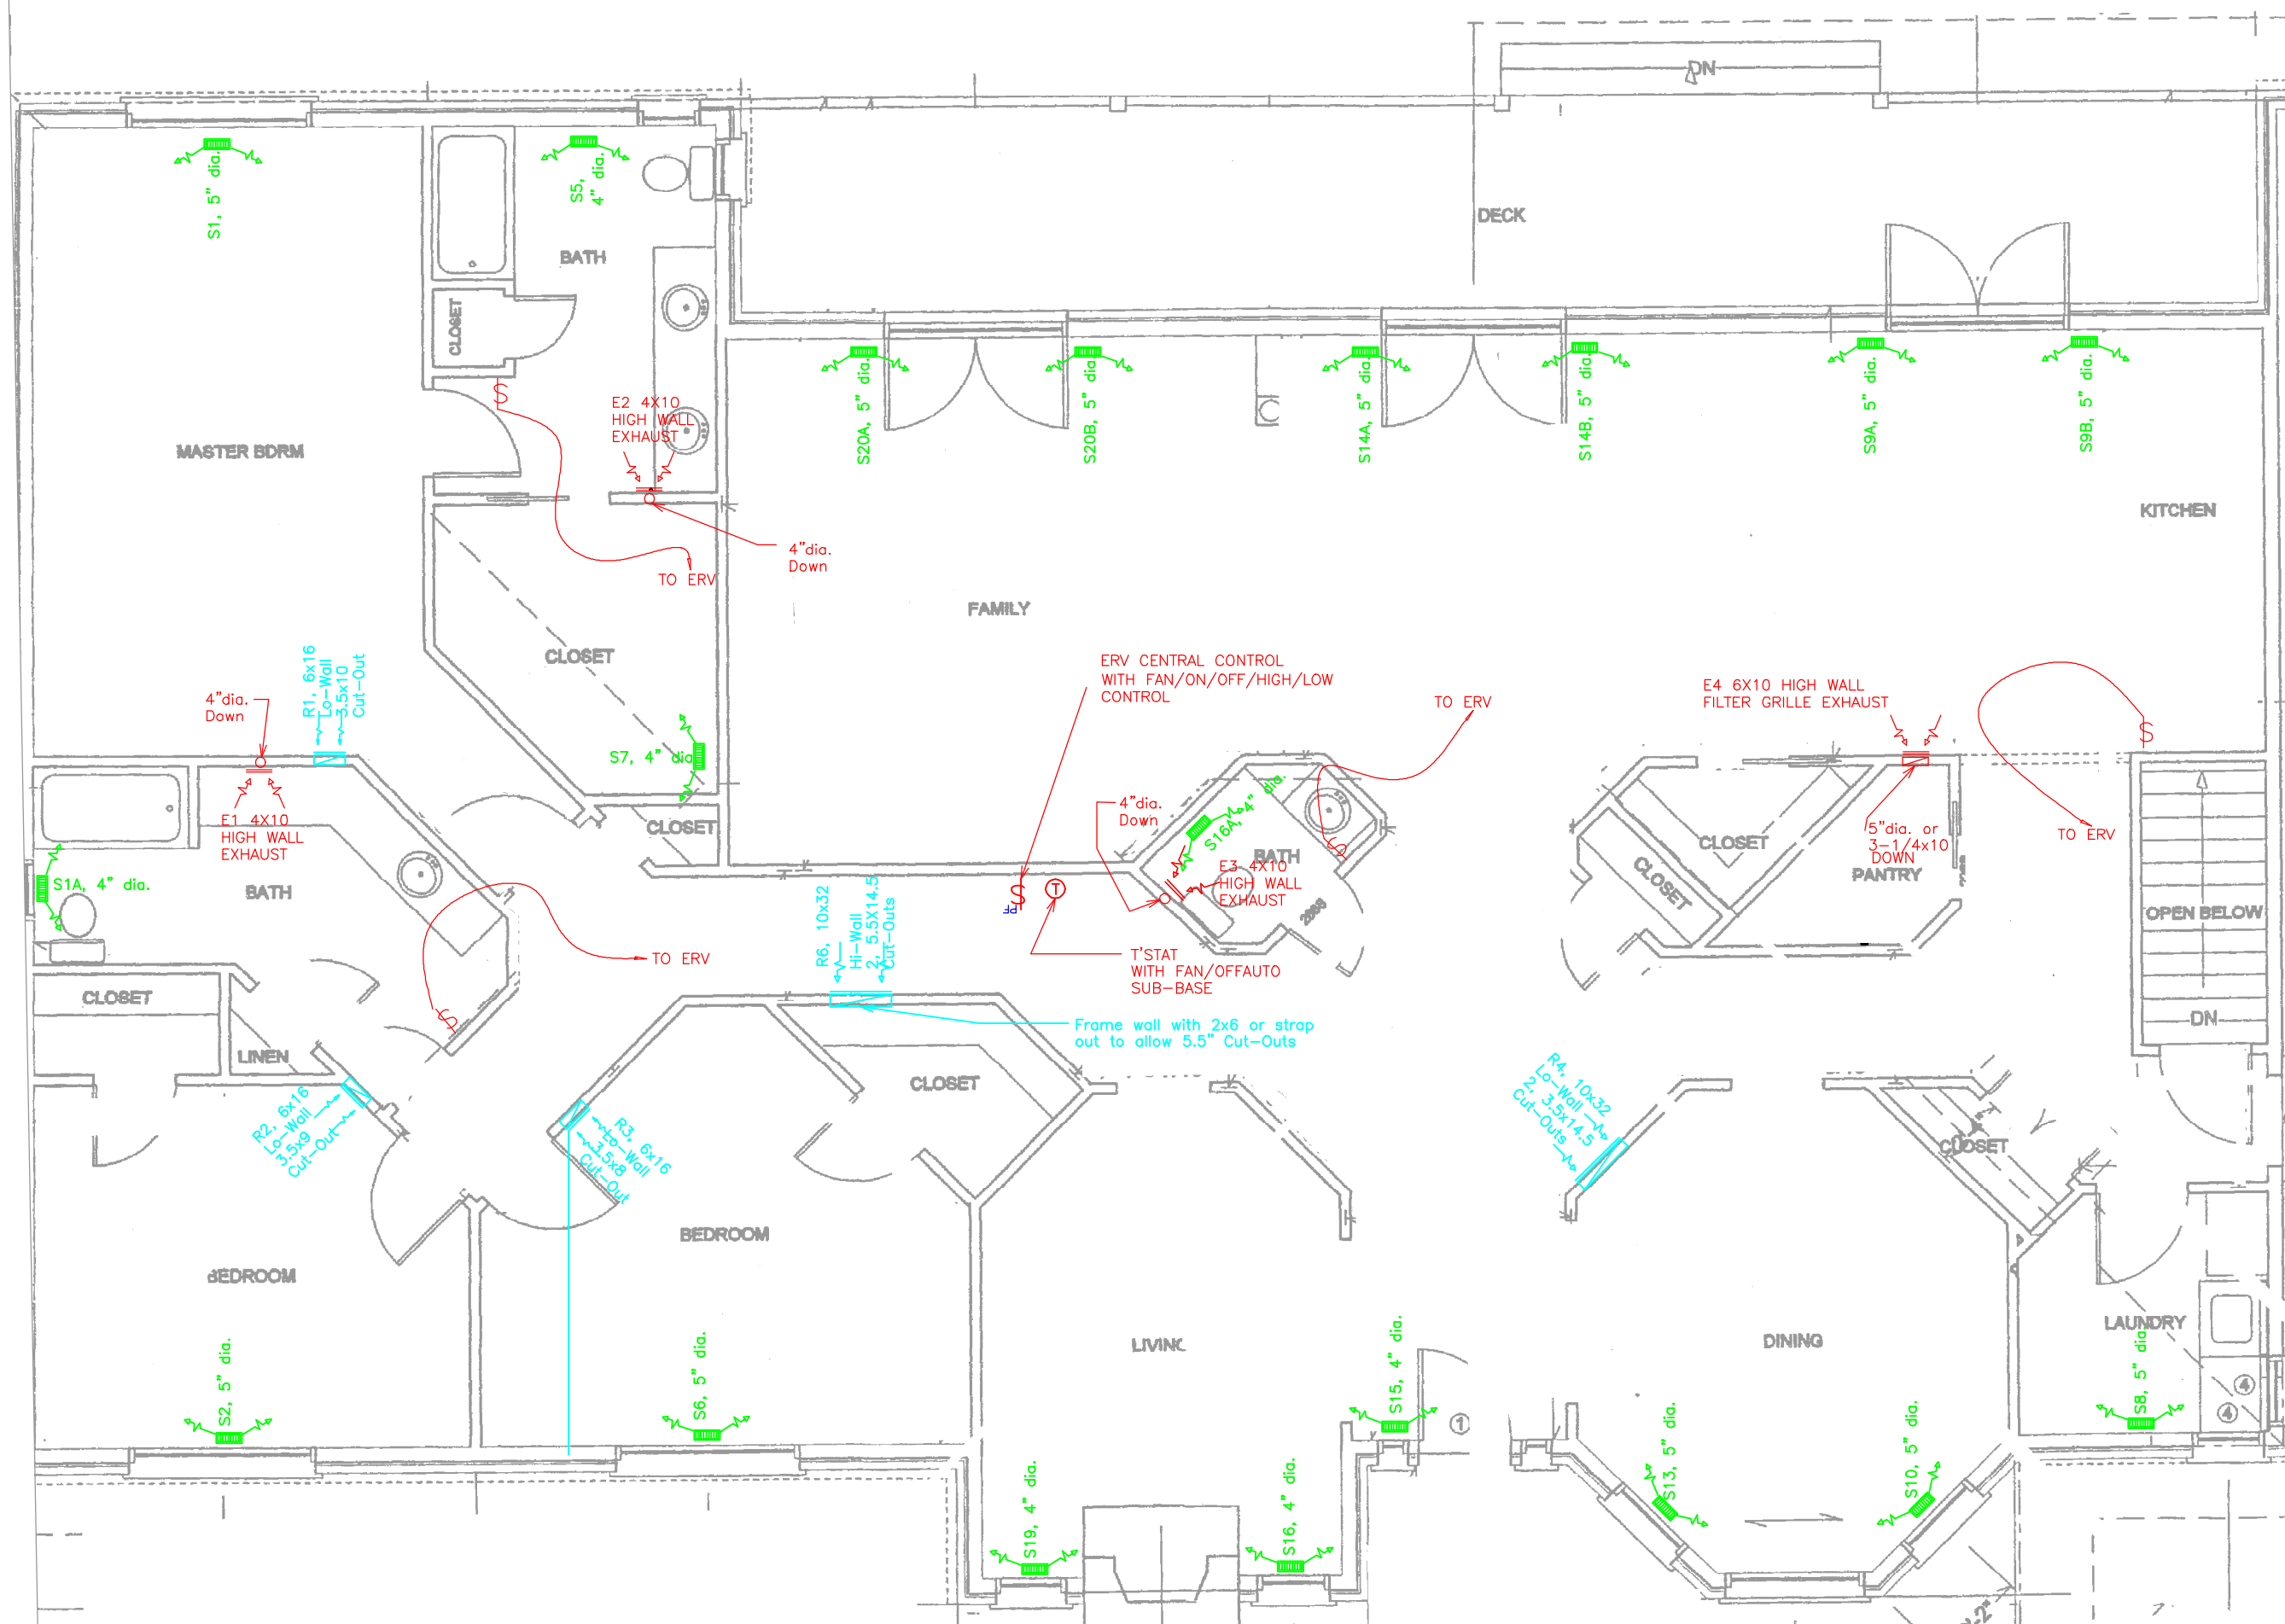 DN
DECK
S1, 5" dia.
S5,
4" dia.
BATH
CLOSET
MASTER BDRM
E2 4X10
HIGH WALL
EXHAUST
4"dia.
Down
TO ERV
S20A, 5" dia.
S20B, 5" dia.
S14A, 5" dia.
S14B, 5" dia.
S9A, 5" dia.
S9B, 5" dia.
KITCHEN
FAMILY
CLOSET
R1, 6x16
Lo-Wall
3.5x10
Cut-Out
4"dia.
Down
S7, 4" dia.
ERV CENTRAL CONTROL
WITH FAN/ON/OFF/HIGH/LOW
CONTROL
TO ERV
E4 6X10 HIGH WALL
FILTER GRILLE EXHAUST
E1 4X10
HIGH WALL
EXHAUST
CLOSET
4"dia.
Down
S16A, 4" dia.
BATH
E3 4X10
HIGH WALL
EXHAUST
CLOSET
CLOSET
5"dia. or
3-1/4x10
DOWN
PANTRY
TO ERV
S1A, 4" dia.
BATH
T
OPEN BELOW
DN
TO ERV
R6, 10x32
Hi-Wall
2, 5.5X14.5
Cut-Outs
T'STAT
WITH FAN/OFFAUTO
SUB-BASE
CLOSET
LINEN
Frame wall with 2x6 or strap
out to allow 5.5" Cut-Outs
CLOSET
R2, 6x16
Lo-Wall
3.5x9
Cut-Out
R3, 6x16
Lo-Wall
3.5x8
Cut-Out
R4, 10x32
Lo-Wall
2, 3.5x14.5
Cut-Outs
CLOSET
BEDROOM
BEDROOM
LIVING
DINING
LAUNDRY
S2, 5" dia.
S6, 5" dia.
S15, 4" dia.
S8, 5" dia.
1
4
4
S19, 4" dia.
S16, 4" dia.
S13, 5" dia.
S10, 5" dia.